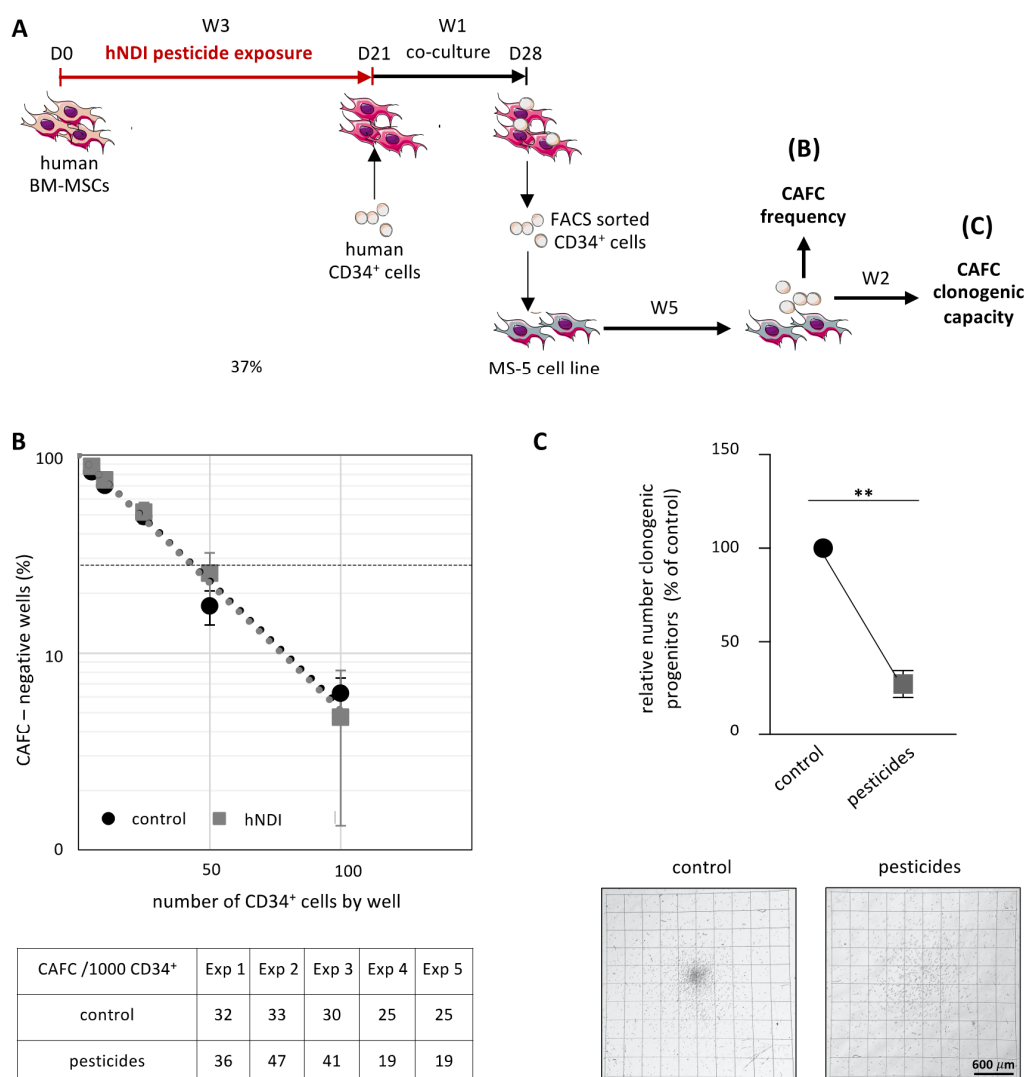 A
W3
W1
D0
hNDI pesticide exposure
D21
co-culture
D28
human
BM-MSCs
human
CD34⁺ cells
FACS sorted
CD34⁺ cells
MS-5 cell line
W5
(B)
CAFC
frequency
W2
(C)
CAFC
clonogenic
capacity
37%
B
CAFC – negative wells (%)
100
10
0
control
hNDI
50
100
number of CD34⁺ cells by well
CAFC /1000 CD34⁺ Exp 1 Exp 2 Exp 3 Exp 4 Exp 5
control 32 33 30 25 25
pesticides 36 47 41 19 19
C
relative number clonogenic
progenitors (% of control)
150
100
50
0
**
control
pesticides
control
pesticides
600 µm